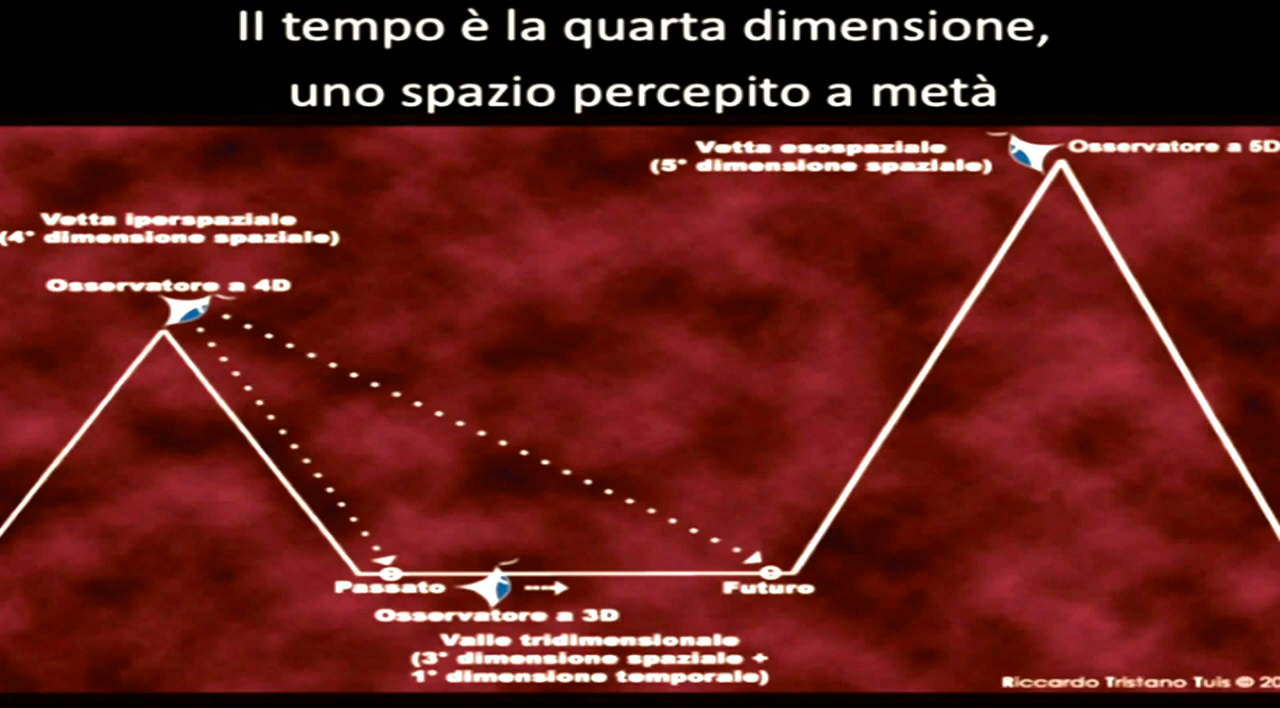 Il tempo è la quarta dimensione,
uno spazio percepito a metà
Vetta esospaziale
(5° dimensione spaziale)
Osservatore a 5D
Vetta iperspaziale
(4° dimensione spaziale)
Osservatore a 4D
Passato
Futuro
Osservatore a 3D
Valle tridimensionale
(3° dimensione spaziale +
1° dimensione temporale)
Riccardo Tristano Tuis © 20